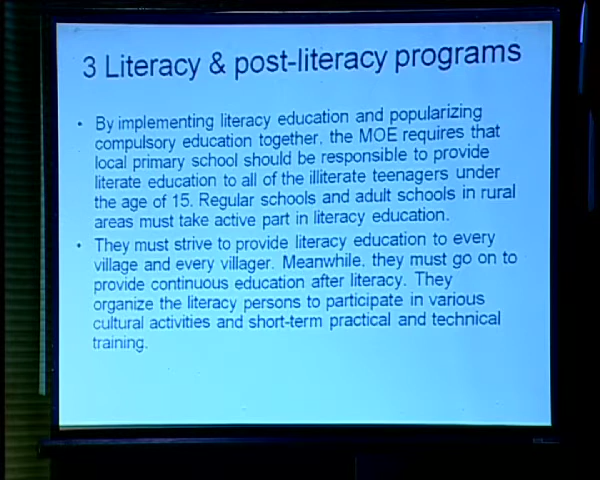 3 Literacy & post-literacy programs
• By implementing literacy education and popularizing
compulsory education together, the MOE requires that
local primary school should be responsible to provide
literate education to all of the illiterate teenagers under
the age of 15. Regular schools and adult schools in rural
areas must take active part in literacy education.
• They must strive to provide literacy education to every
village and every villager. Meanwhile, they must go on to
provide continuous education after literacy. They
organize the literacy persons to participate in various
cultural activities and short-term practical and technical
training.